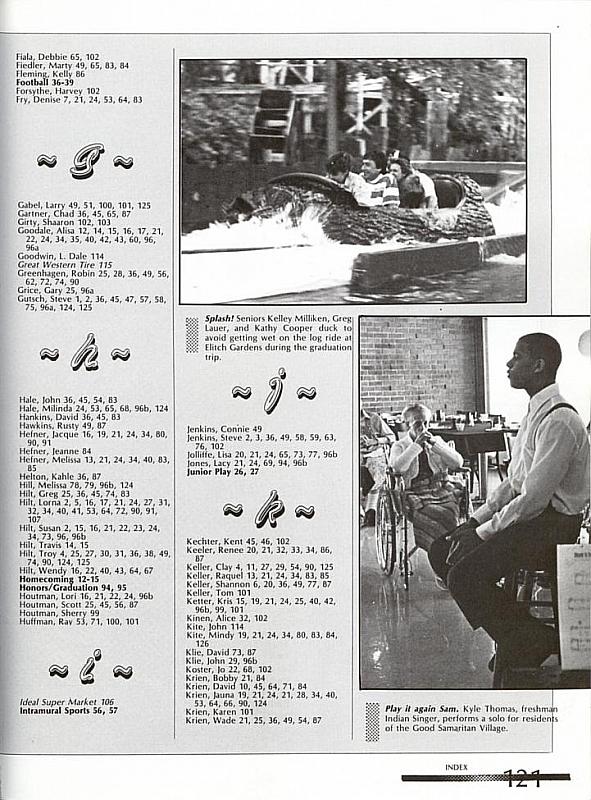 Fiala, Debbie 65, 102
Fiedler, Marty 49, 65, 83, 84
Fleming, Kelly 86
Football 36-39
Forsythe, Harvey 102
Fry, Denise 7, 21, 24, 53, 64, 83
~ g ~
Gabel, Larry 49, 51, 100, 101, 125
Gartner, Chad 36, 45, 65, 87
Girty, Shaaron 102, 103
Goodale, Alisa 12, 14, 15, 16, 17, 21,
22, 24, 34, 35, 40, 42, 43, 60, 96,
96a
Goodwin, L. Dale 114
Great Western Tire 115
Greenhagen, Robin 25, 28, 36, 49, 56,
62, 72, 74, 90
Grice, Gary 25, 96a
Gutsch, Steve 1, 2, 36, 45, 47, 57, 58,
75, 96a, 124, 125
~ h ~
Hale, John 36, 45, 54, 83
Hale, Milinda 24, 53, 65, 68, 96b, 124
Hankins, David 36, 45, 83
Hawkins, Rusty 49, 87
Hefner, Jacque 16, 19, 21, 24, 34, 80,
90, 91
Hefner, Jeanne 84
Hefner, Melissa 13, 21, 24, 34, 40, 83,
85
Helton, Kahle 36, 87
Hill, Melissa 78, 79, 96b, 124
Hilt, Greg 25, 36, 45, 74, 83
Hilt, Lorna 2, 5, 16, 17, 21, 24, 27, 31,
32, 34, 40, 41, 53, 64, 72, 90, 91,
107
Hilt, Susan 2, 15, 16, 21, 22, 23, 24,
34, 73, 96, 96b
Hilt, Travis 14, 15
Hilt, Troy 4, 25, 27, 30, 31, 36, 38, 49,
74, 90, 124, 125
Hilt, Wendy 16, 22, 40, 43, 64, 67
Homecoming 12-15
Honors/Graduation 94, 95
Houtman, Lori 16, 21, 22, 24, 96b
Houtman, Scott 25, 45, 56, 87
Houtman, Sherry 99
Huffman, Ray 53, 71, 100, 101
~ i ~
Ideal Super Market 106
Intramural Sports 56, 57
Splash! Seniors Kelley Milliken, Greg
Lauer, and Kathy Cooper duck to
avoid getting wet on the log ride at
Elitch Gardens during the graduation
trip.
~ j ~
Jenkins, Connie 49
Jenkins, Steve 2, 3, 36, 49, 58, 59, 63,
76, 102
Jolliffe, Lisa 20, 21, 24, 65, 73, 77, 96b
Jones, Lacy 21, 24, 69, 94, 96b
Junior Play 26, 27
~ k ~
Kechter, Kent 45, 46, 102
Keeler, Renee 20, 21, 32, 33, 34, 86,
87
Keller, Clay 4, 11, 27, 29, 54, 90, 125
Keller, Raquel 13, 21, 24, 34, 83, 85
Keller, Shannon 6, 20, 36, 49, 77, 87
Keller, Tom 101
Ketter, Kris 15, 19, 21, 24, 25, 40, 42,
96b, 99, 101
Kinen, Alice 32, 102
Kite, John 114
Kite, Mindy 19, 21, 24, 34, 80, 83, 84,
126
Klie, David 73, 87
Klie, John 29, 96b
Koster, Jo 22, 68, 102
Krien, Bobby 21, 84
Krien, David 10, 45, 64, 71, 84
Krien, Jauna 19, 21, 24, 21, 28, 34, 40,
53, 64, 66, 90, 124
Krien, Karen 101
Krien, Wade 21, 25, 36, 49, 54, 87
Play it again Sam. Kyle Thomas, freshman
Indian Singer, performs a solo for residents
of the Good Samaritan Village.
INDEX
121